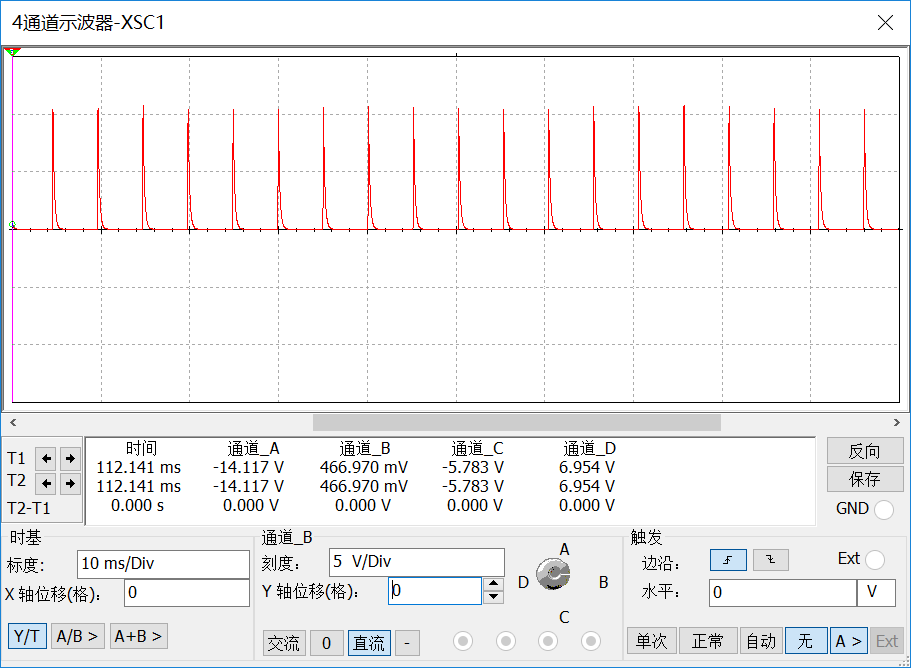 4通道示波器-XSC1
时间 通道_A 通道_B 通道_C 通道_D
T1 112.141 ms -14.117 V 466.970 mV -5.783 V 6.954 V
T2 112.141 ms -14.117 V 466.970 mV -5.783 V 6.954 V
T2-T1 0.000 s 0.000 V 0.000 V 0.000 V 0.000 V
反向
保存
GND
时基
标度： 10 ms/Div
X 轴位移(格)： 0
Y/T A/B > A+B >
通道_B
刻度： 5 V/Div
Y 轴位移(格)： 0
交流 0 直流 -
A
D B
C
触发
边沿： Ext
水平： 0 V
单次 正常 自动 无 A > Ext